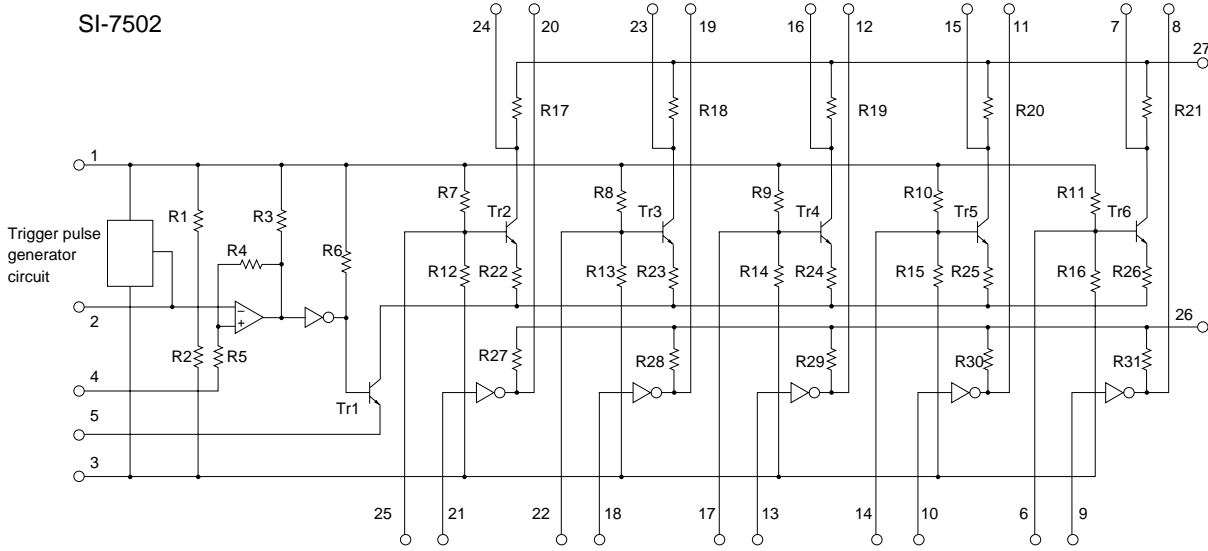 SI-7502
24
20
23
19
16
12
15
11
7
8
27
R17
R18
R19
R20
R21
1
R7
R8
R9
R10
R11
Trigger pulse
generator
circuit
R1
R3
R4
R6
Tr2
Tr3
Tr4
Tr5
Tr6
R12
R22
R13
R23
R14
R24
R15
R25
R16
R26
2
−
+
26
R2
R5
R27
R28
R29
R30
R31
4
Tr1
5
3
25
21
22
18
17
13
14
10
6
9